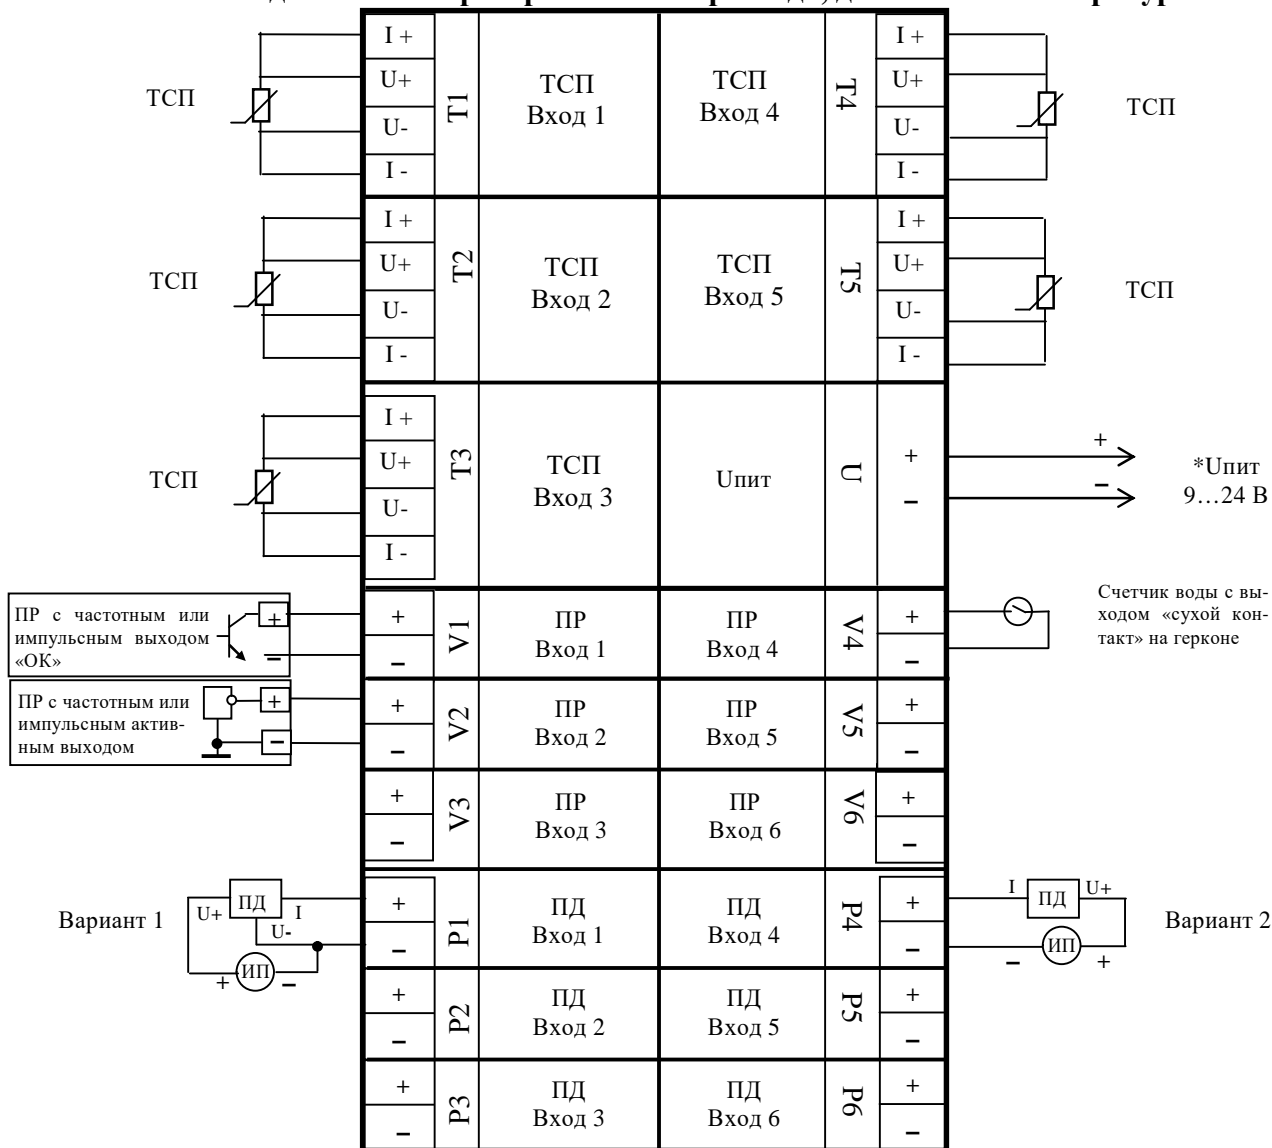 I + T1 ТСП ТСП T4 I +
ТСП U+ Вход 1 Вход 4 U+ ТСП
U- U-
I - I -
I + T2 ТСП ТСП T5 I +
ТСП U+ Вход 2 Вход 5 U+ ТСП
U- U-
I - I -
I +
ТСП U+ T3 ТСП Uпит U + + *Uпит
U- Вход 3 – – 9…24 В
I -
ПР с частотным или + + V1 ПР ПР V4 + Счетчик воды с вы-
импульсным выходом Вход 1 Вход 4 ходом «сухой кон-
«ОК» – – – такт» на герконе
ПР с частотным или + + V2 ПР ПР V5 +
импульсным актив- Вход 2 Вход 5
ным выходом – – –
+ V3 ПР ПР V6 +
– Вход 3 Вход 6 –
Вариант 1 U+ ПД I + P1 ПД ПД P4 + I ПД U+ Вариант 2
U- – Вход 1 Вход 4 –
+ ИП – – ИП +
+ P2 ПД ПД P5 +
– Вход 2 Вход 5 –
+ P3 ПД ПД P6 +
– Вход 3 Вход 6 –